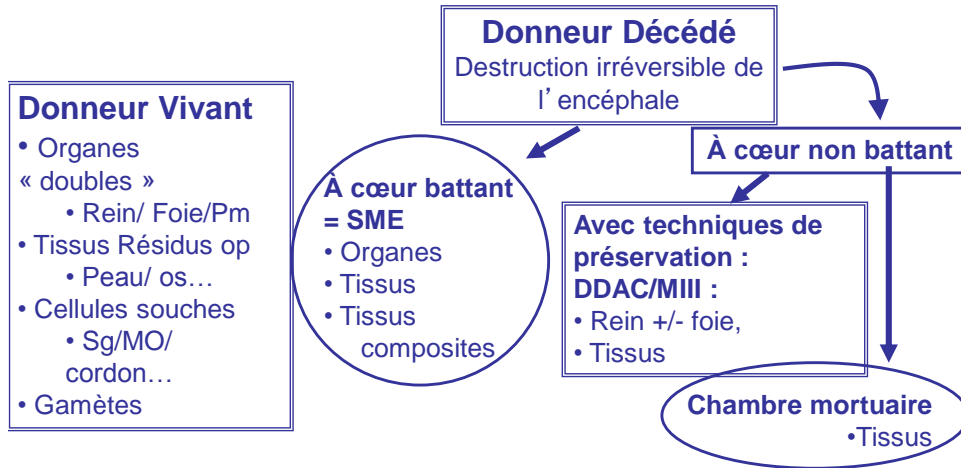 Donneur Décédé
Destruction irréversible de
l’encéphale
Donneur Vivant
• Organes
« doubles »
• Rein/ Foie/Pm
• Tissus Résidus op
• Peau/ os…
• Cellules souches
• Sg/MO/
cordon…
• Gamètes
À cœur battant
= SME
• Organes
• Tissus
• Tissus
composites
À cœur non battant
Avec techniques de
préservation :
DDAC/MIII :
• Rein +/- foie,
• Tissus
Chambre mortuaire
•Tissus